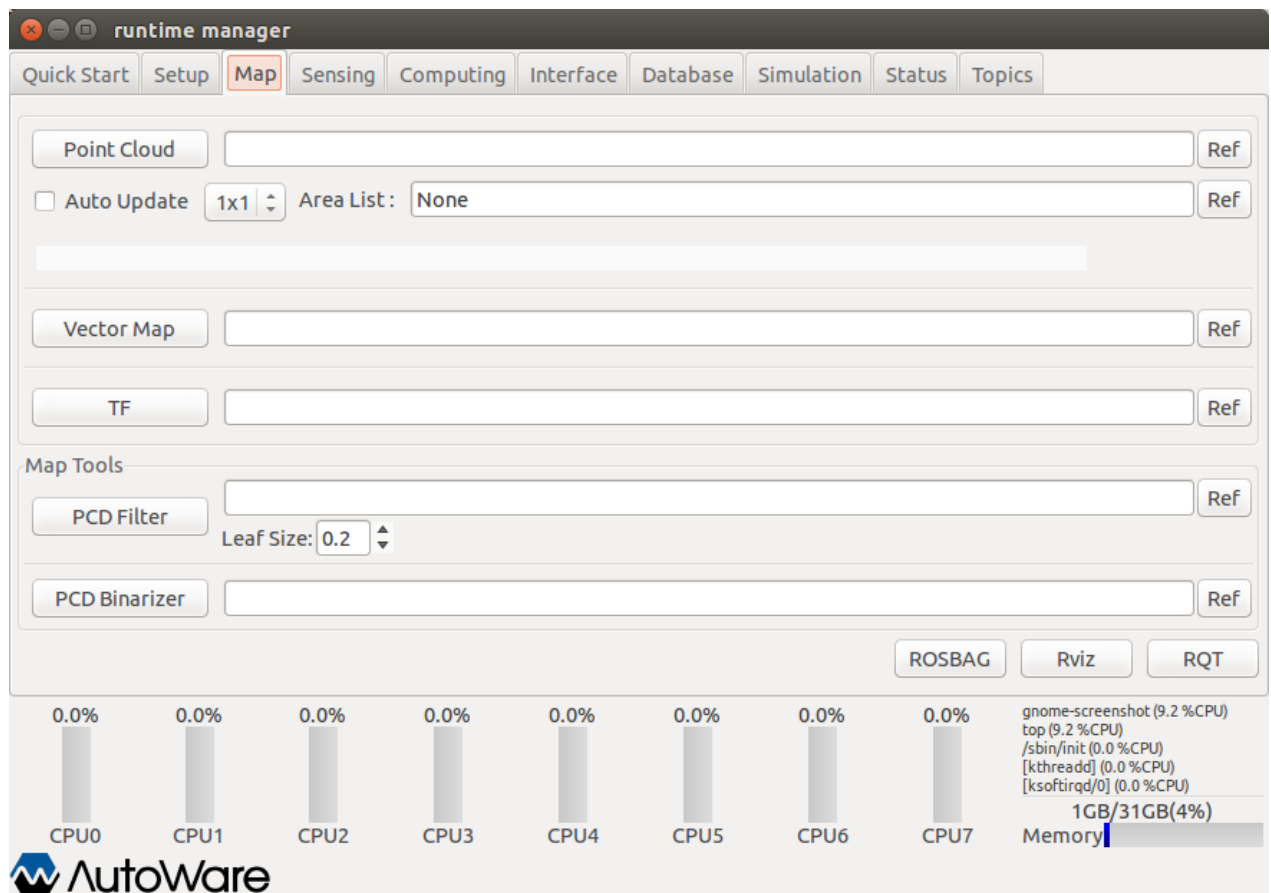 runtime manager
Quick Start Setup Map Sensing Computing Interface Database Simulation Status Topics
Point Cloud Ref
Auto Update 1x1 Area List : None Ref
Vector Map Ref
TF Ref
Map Tools
PCD Filter Ref
Leaf Size: 0.2
PCD Binarizer Ref
ROSBAG Rviz RQT
0.0% 0.0% 0.0% 0.0% 0.0% 0.0% 0.0% 0.0%
CPU0 CPU1 CPU2 CPU3 CPU4 CPU5 CPU6 CPU7
gnome-screenshot (9.2 %CPU)
top (9.2 %CPU)
/sbin/init (0.0 %CPU)
[kthreadd] (0.0 %CPU)
[ksoftirqd/0] (0.0 %CPU)
1GB/31GB(4%)
Memory
AutoWare